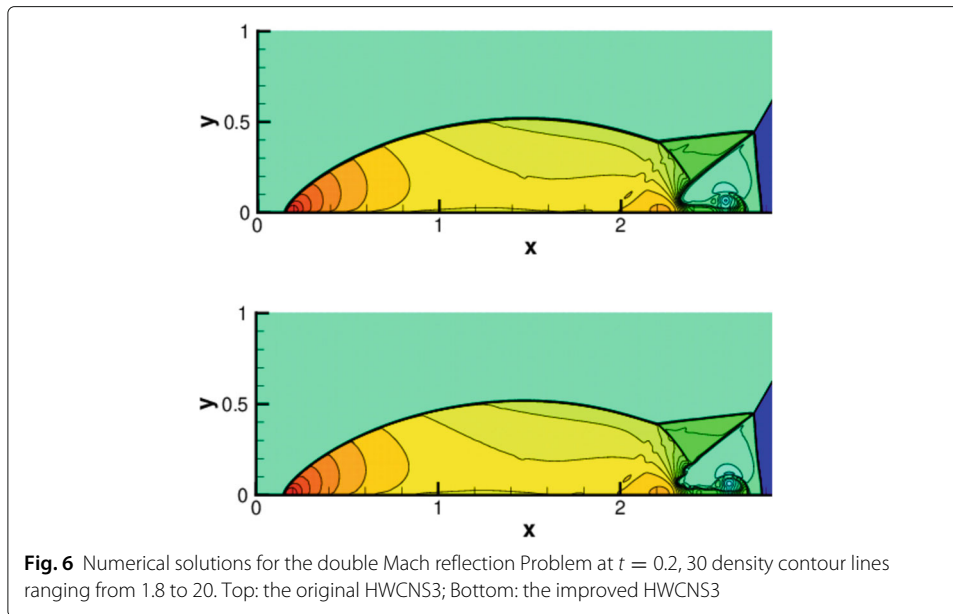 1
y
0.5
0
0
1
2
x
1
y
0.5
0
0
1
2
x
Fig. 6 Numerical solutions for the double Mach reflection Problem at t = 0.2, 30 density contour lines
ranging from 1.8 to 20. Top: the original HWCNS3; Bottom: the improved HWCNS3